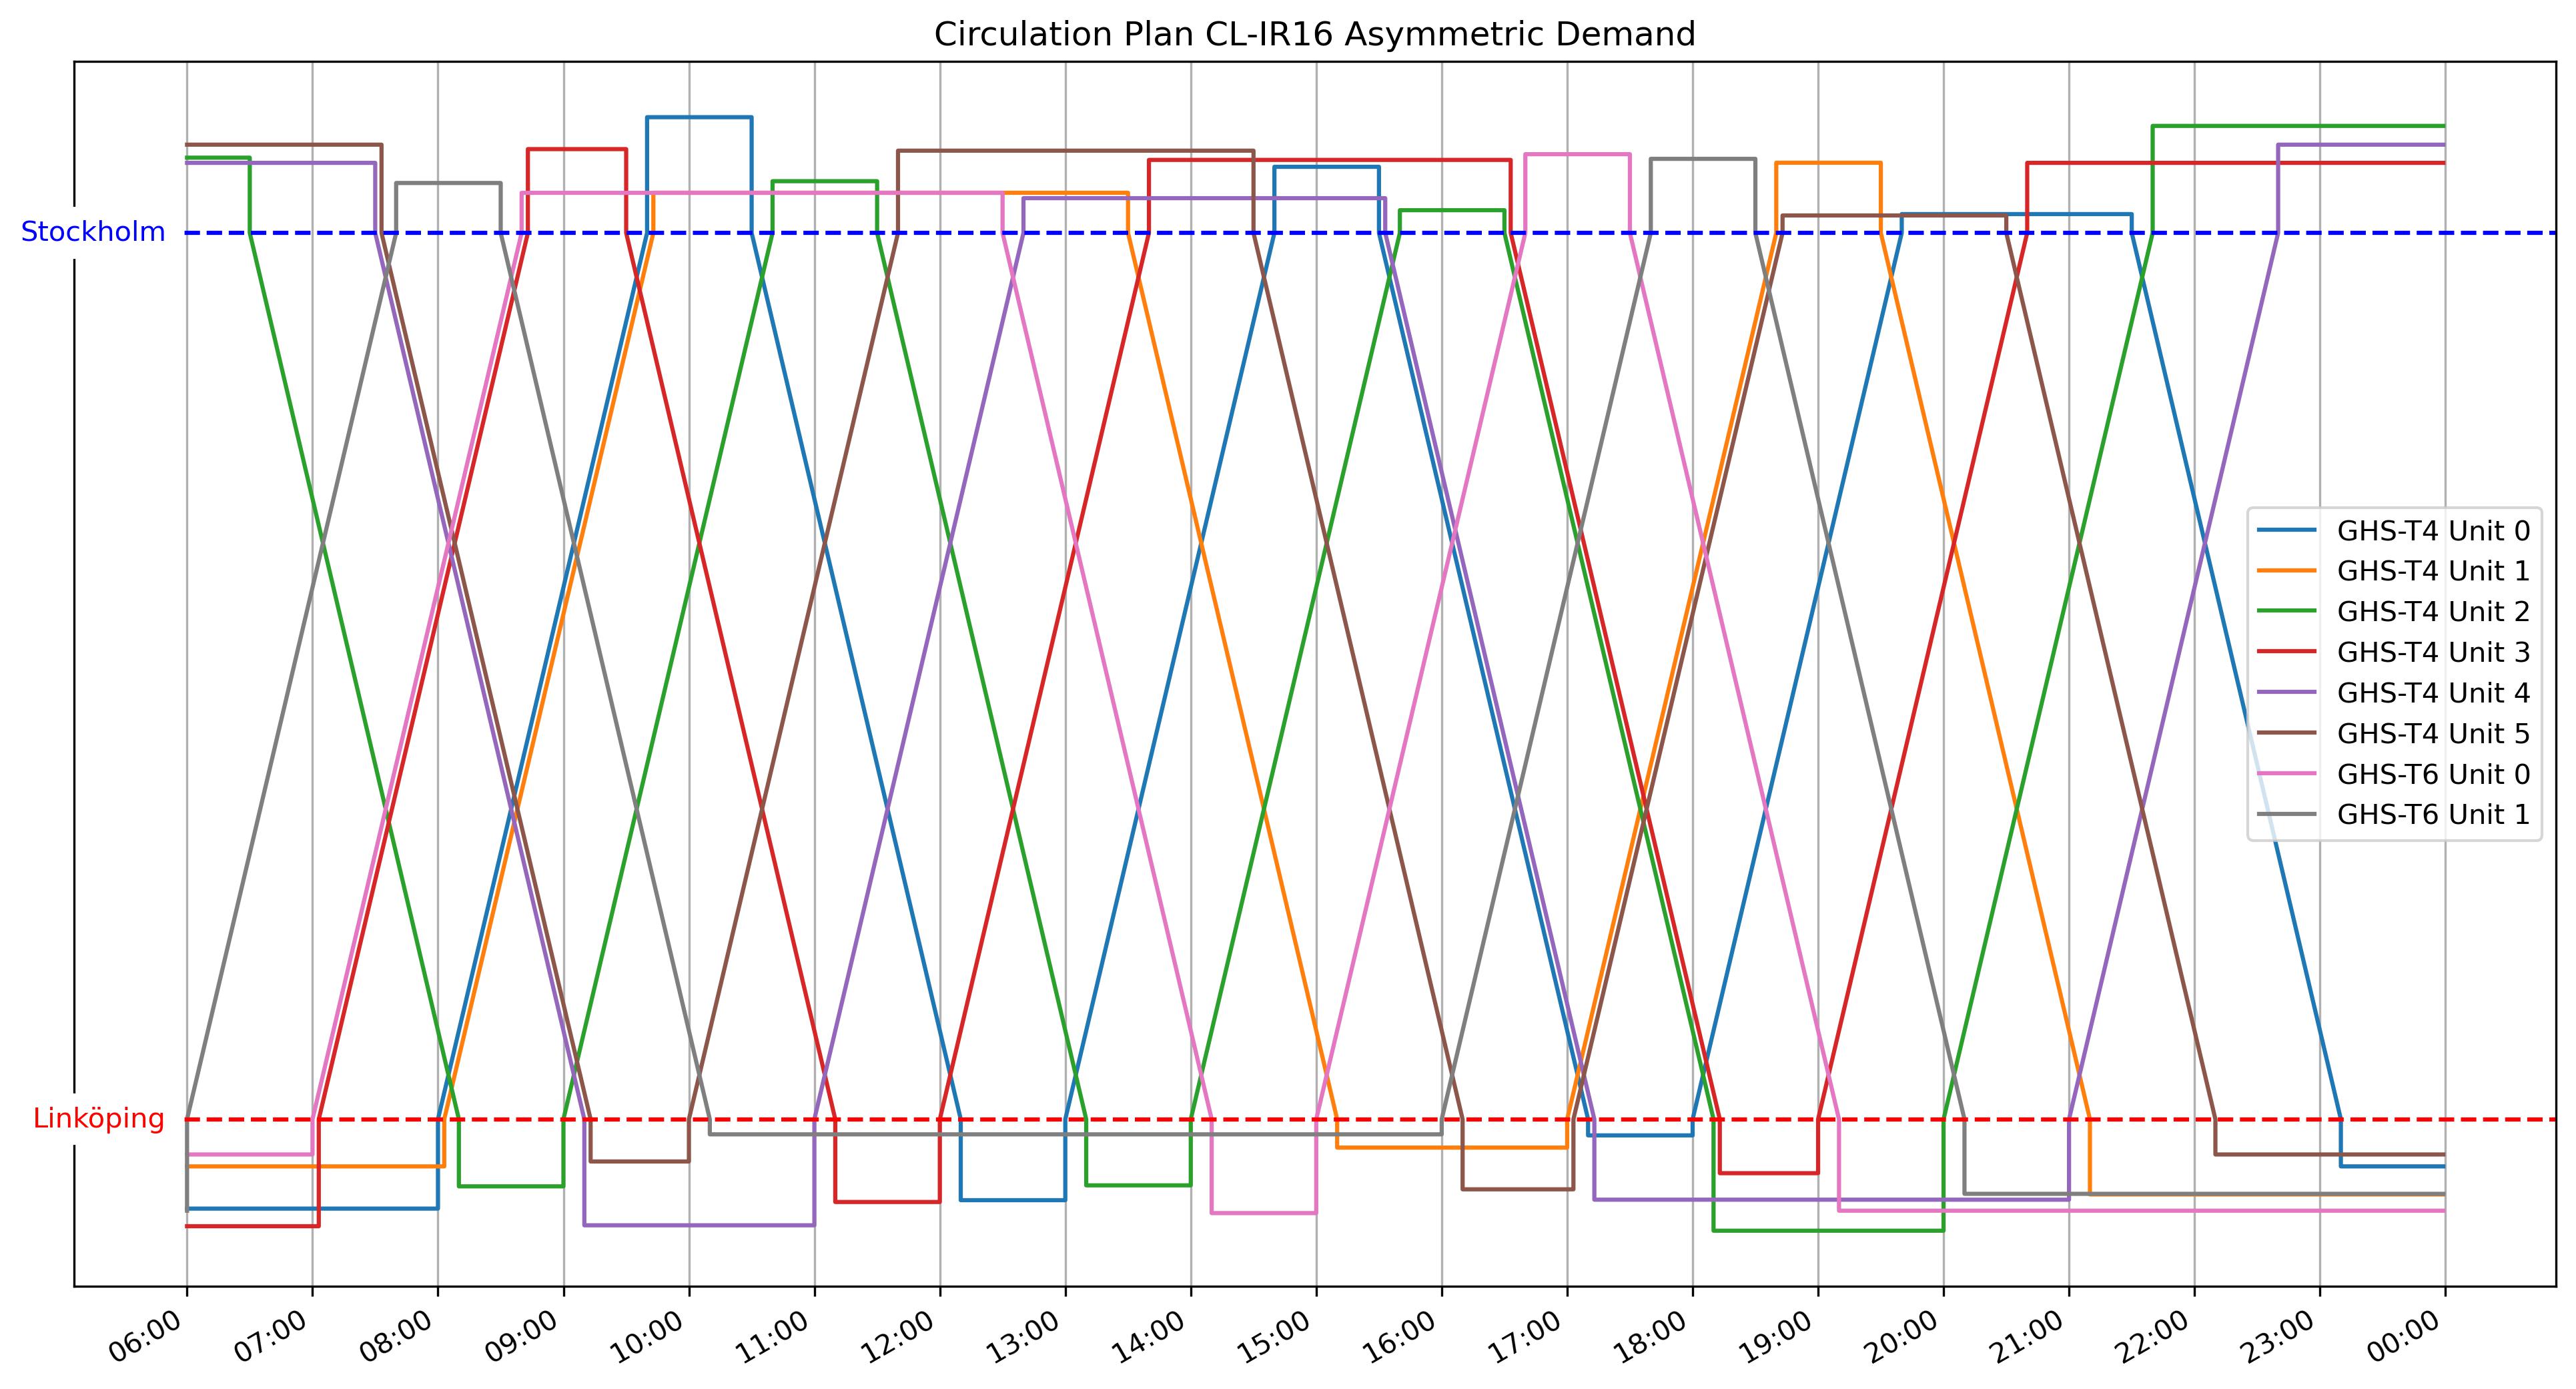 Circulation Plan CL-IR16 Asymmetric Demand
Stockholm
Linköping
GHS-T4 Unit 0
GHS-T4 Unit 1
GHS-T4 Unit 2
GHS-T4 Unit 3
GHS-T4 Unit 4
GHS-T4 Unit 5
GHS-T6 Unit 0
GHS-T6 Unit 1
06:00 07:00 08:00 09:00 10:00 11:00 12:00 13:00 14:00 15:00 16:00 17:00 18:00 19:00 20:00 21:00 22:00 23:00 00:00